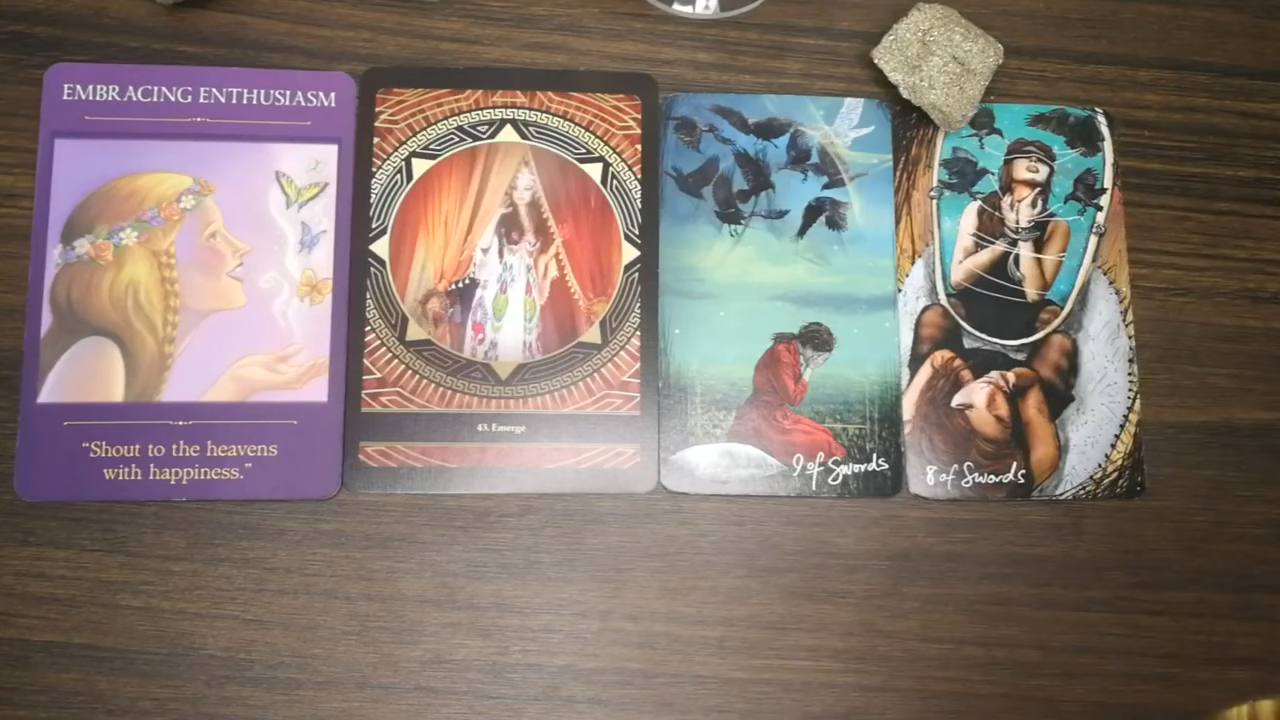 EMBRACING ENTHUSIASM
"Shout to the heavens
with happiness."
43. Emerge
9 of Swords
8 of Swords